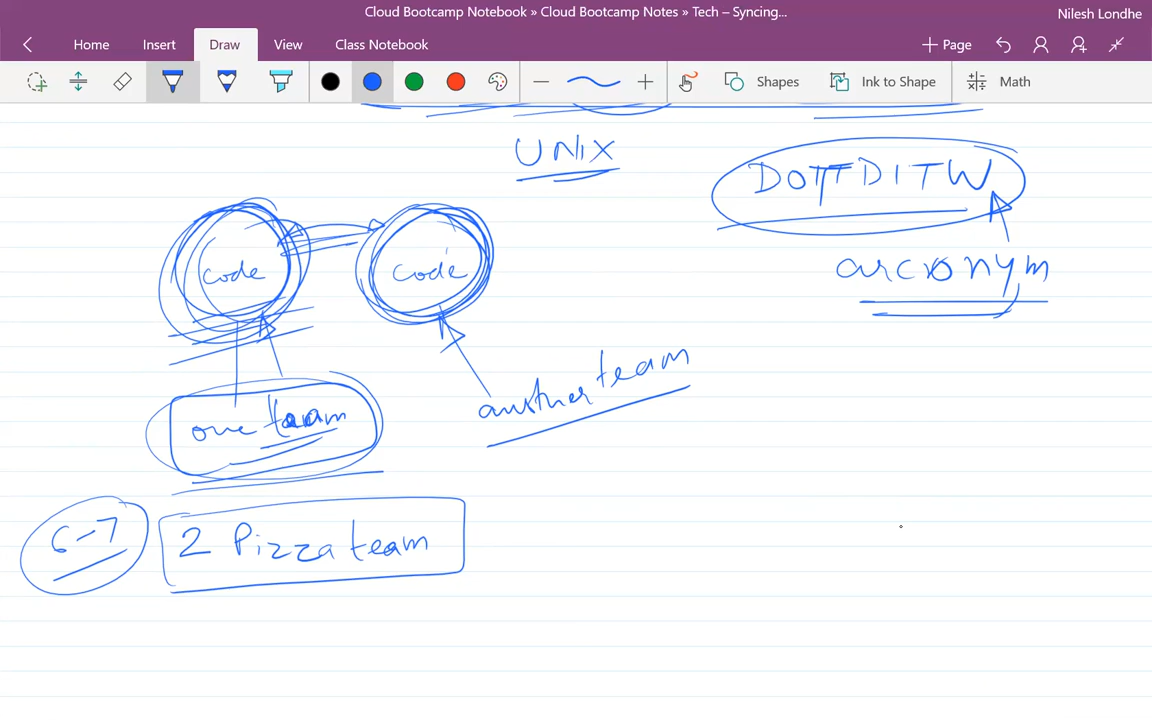 Cloud Bootcamp Notebook » Cloud Bootcamp Notes » Tech – Syncing...
Nilesh Londhe
Home Insert Draw View Class Notebook
Page
Shapes Ink to Shape Math
UNIX
DOTTDITW
code code
acronym
another team
one team
6-7 2 Pizza team